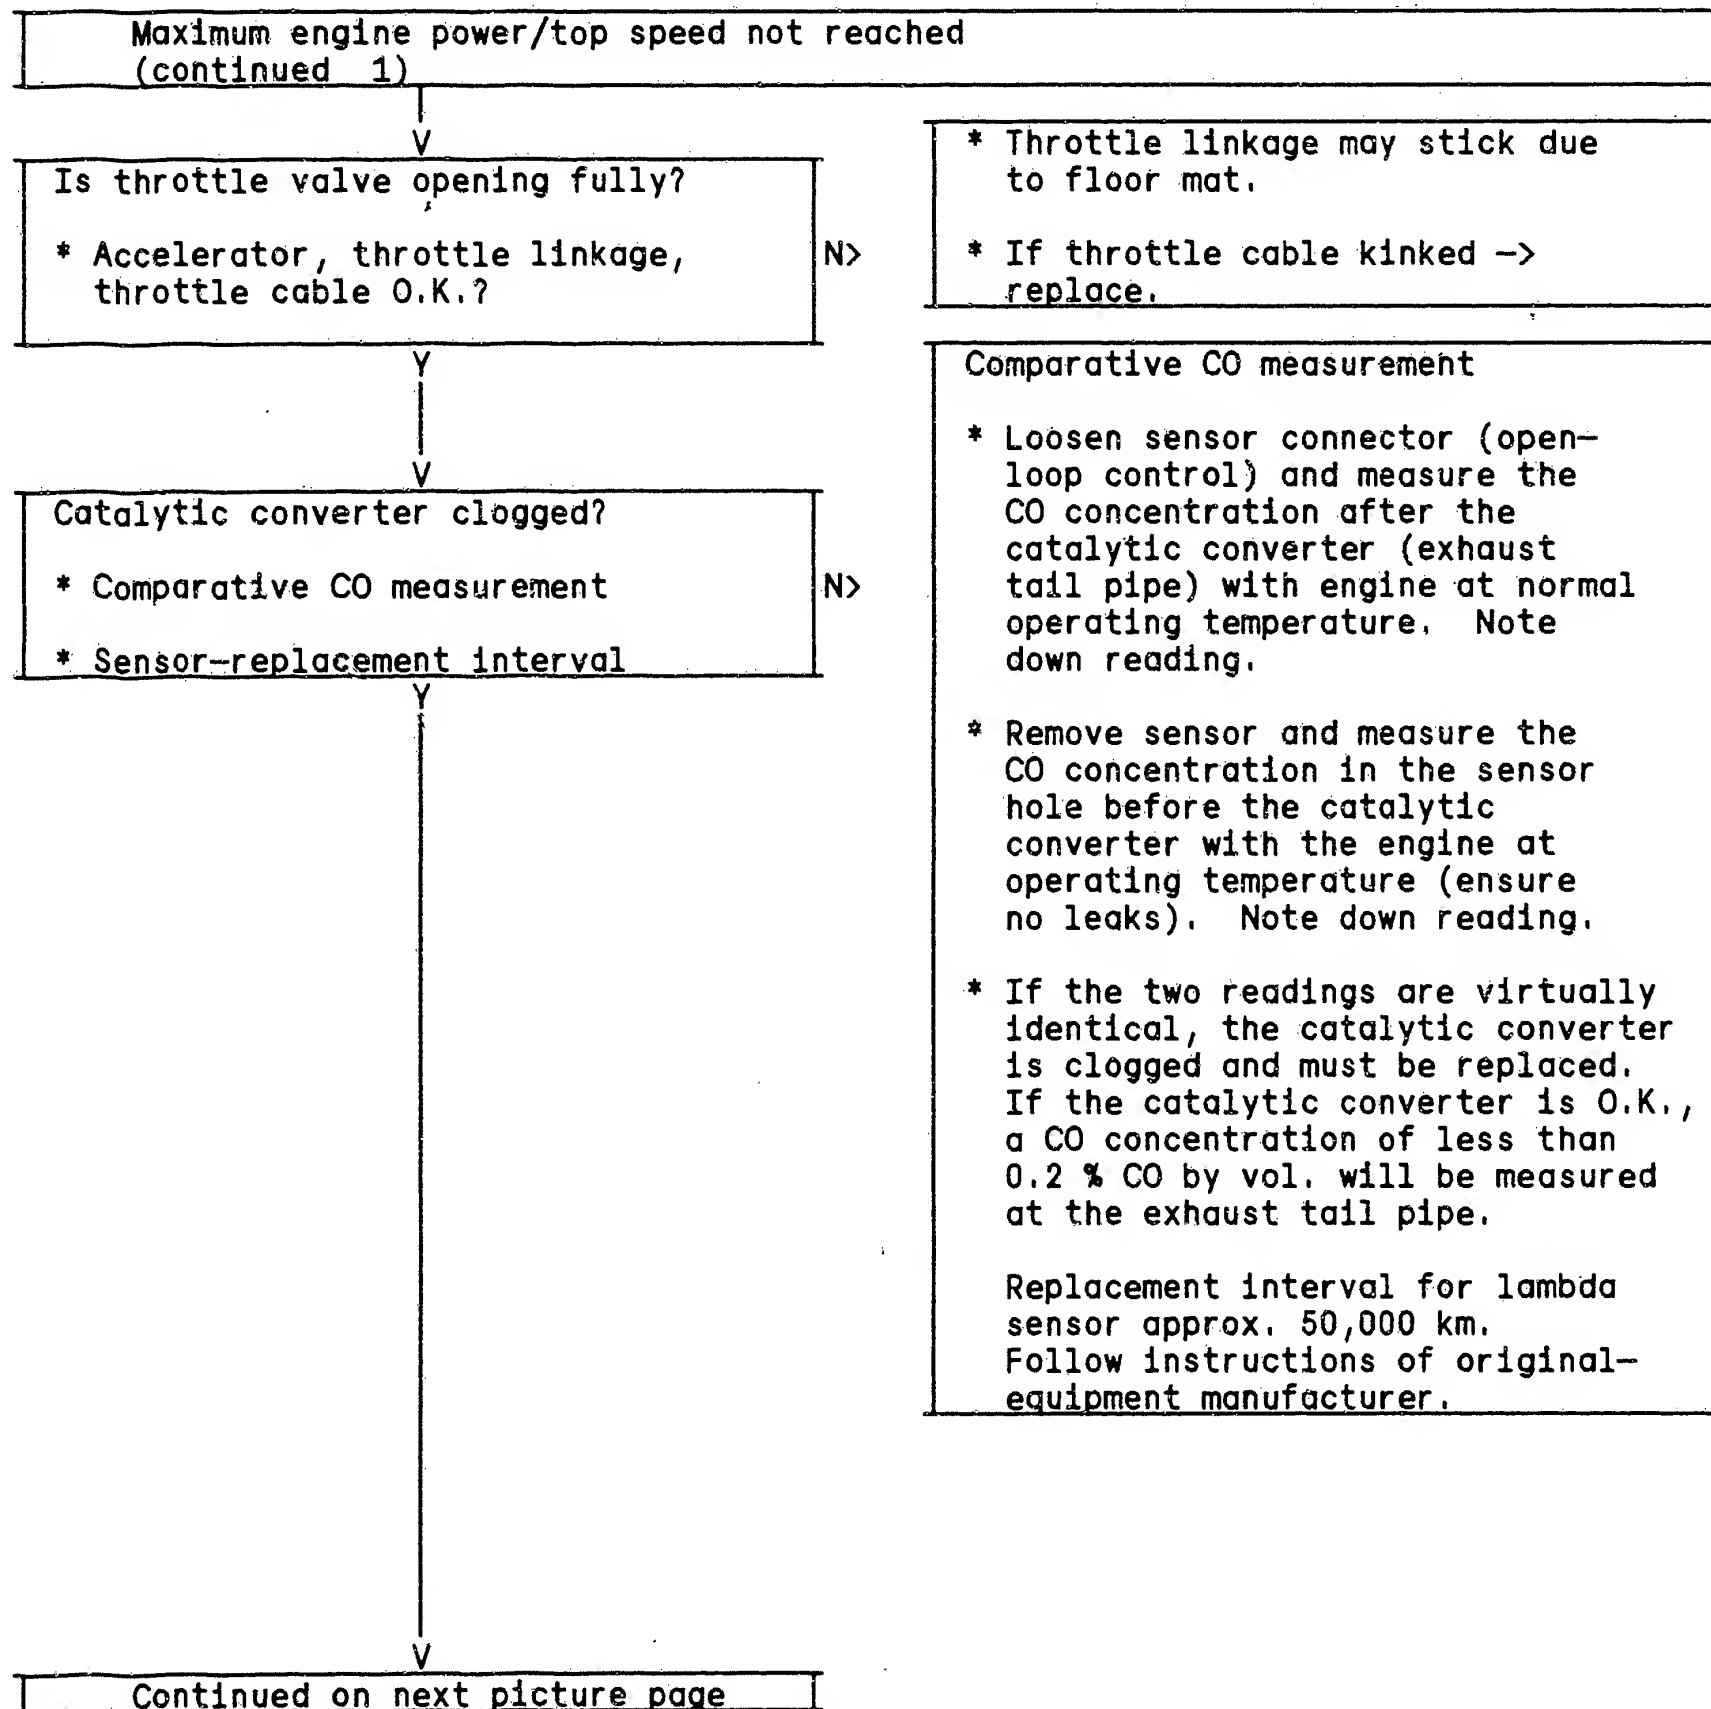 Maximum engine power/top speed not reached
(continued 1)
V
Is throttle valve opening fully?
* Accelerator, throttle linkage,
throttle cable O.K.?
N>
* Throttle linkage may stick due
to floor mat.
* If throttle cable kinked ->
replace.
Y
V
Catalytic converter clogged?
* Comparative CO measurement
* Sensor-replacement interval
N>
Comparative CO measurement
* Loosen sensor connector (open-
loop control) and measure the
CO concentration after the
catalytic converter (exhaust
tail pipe) with engine at normal
operating temperature. Note
down reading.
* Remove sensor and measure the
CO concentration in the sensor
hole before the catalytic
converter with the engine at
operating temperature (ensure
no leaks). Note down reading.
* If the two readings are virtually
identical, the catalytic converter
is clogged and must be replaced.
If the catalytic converter is O.K.,
a CO concentration of less than
0.2 % CO by vol. will be measured
at the exhaust tail pipe.
Replacement interval for lambda
sensor approx. 50,000 km.
Follow instructions of original-
equipment manufacturer.
Y
V
Continued on next picture page